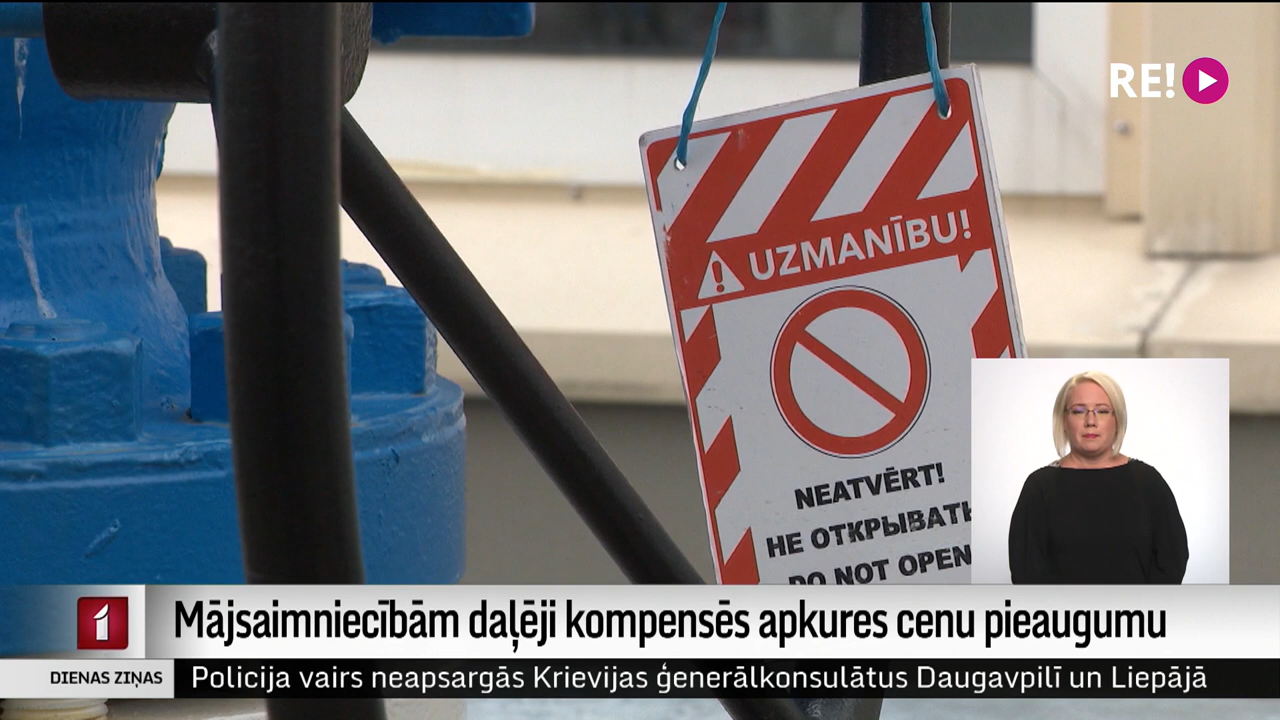 RE!
UZMANĪBU!
NEATVĒRT!
НЕ ОТКРЫВАТЬ
DO NOT OPEN
1
Mājsaimniecībām daļēji kompensēs apkures cenu pieaugumu
DIENAS ZIŅAS
Policija vairs neapsargās Krievijas ģenerālkonsulātus Daugavpilī un Liepājā